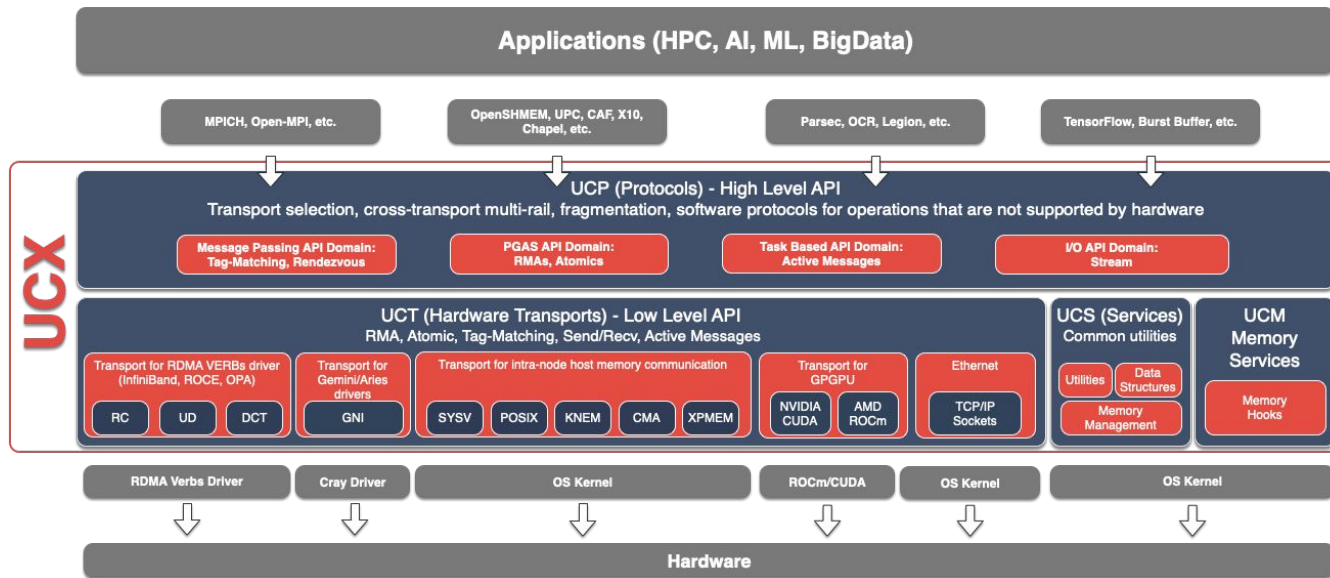 Applications (HPC, AI, ML, BigData)
MPICH, Open-MPI, etc.
OpenSHMEM, UPC, CAF, X10,
Chapel, etc.
Parsec, OCR, Legion, etc.
TensorFlow, Burst Buffer, etc.
UCX
UCP (Protocols) - High Level API
Transport selection, cross-transport multi-rail, fragmentation, software protocols for operations that are not supported by hardware
Message Passing API Domain:
Tag-Matching, Rendezvous
PGAS API Domain:
RMAs, Atomics
Task Based API Domain:
Active Messages
I/O API Domain:
Stream
UCT (Hardware Transports) - Low Level API
RMA, Atomic, Tag-Matching, Send/Recv, Active Messages
Transport for RDMA VERBs driver
(InfiniBand, ROCE, OPA)
RC
UD
DCT
Transport for
Gemini/Aries
drivers
GNI
Transport for intra-node host memory communication
SYSV
POSIX
KNEM
CMA
XPMEM
Transport for
GPGPU
NVIDIA
CUDA
AMD
ROCm
Ethernet
TCP/IP
Sockets
UCS (Services)
Common utilities
Utilities
Data
Structures
Memory
Management
UCM
Memory
Services
Memory
Hooks
RDMA Verbs Driver
Cray Driver
OS Kernel
ROCm/CUDA
OS Kernel
OS Kernel
Hardware